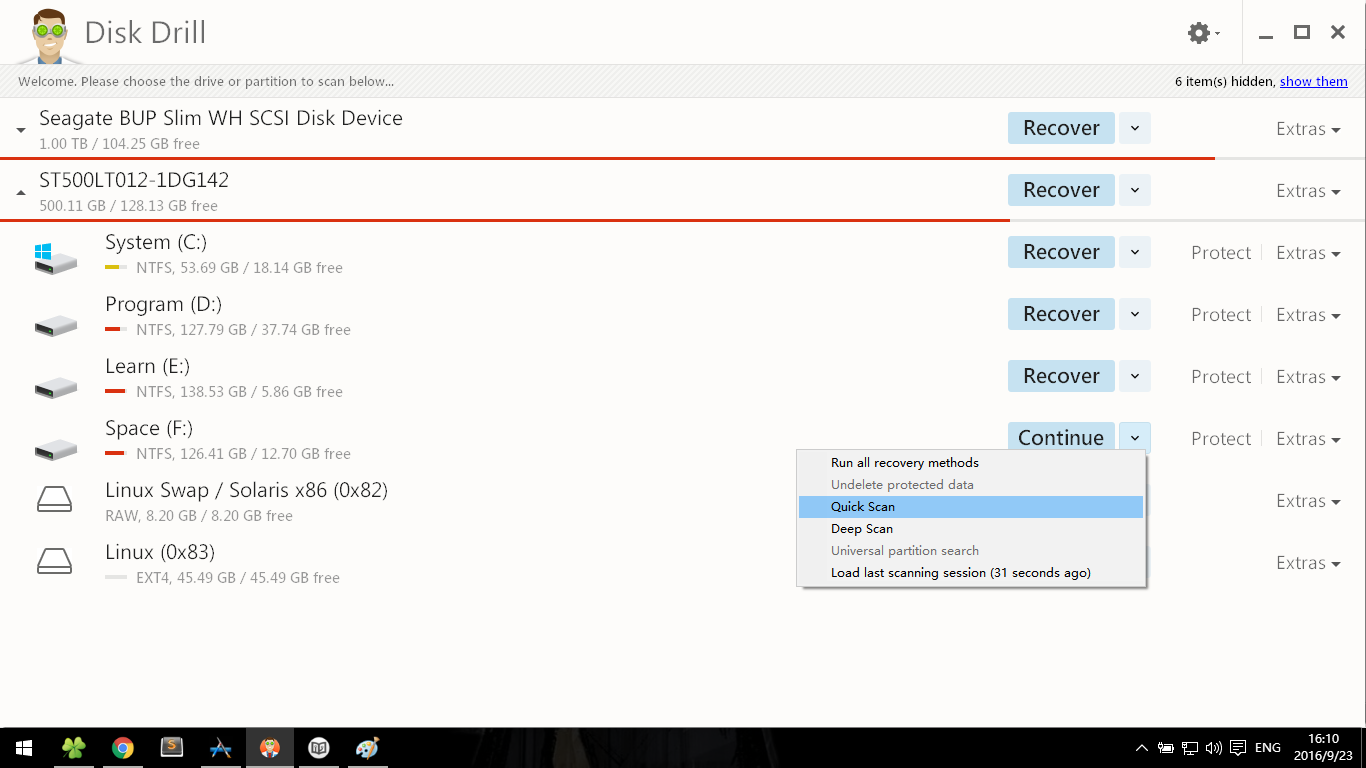 Disk Drill
Welcome. Please choose the drive or partition to scan below...
6 item(s) hidden, show them
Seagate BUP Slim WH SCSI Disk Device
1.00 TB / 104.25 GB free
Recover
Extras
ST500LT012-1DG142
500.11 GB / 128.13 GB free
Recover
Extras
System (C:)
NTFS, 53.69 GB / 18.14 GB free
Recover
Protect
Extras
Program (D:)
NTFS, 127.79 GB / 37.74 GB free
Recover
Protect
Extras
Learn (E:)
NTFS, 138.53 GB / 5.86 GB free
Recover
Protect
Extras
Space (F:)
NTFS, 126.41 GB / 12.70 GB free
Continue
Protect
Extras
Run all recovery methods
Undelete protected data
Quick Scan
Deep Scan
Universal partition search
Load last scanning session (31 seconds ago)
Linux Swap / Solaris x86 (0x82)
RAW, 8.20 GB / 8.20 GB free
Extras
Linux (0x83)
EXT4, 45.49 GB / 45.49 GB free
Extras
S
ENG
16:10
2016/9/23